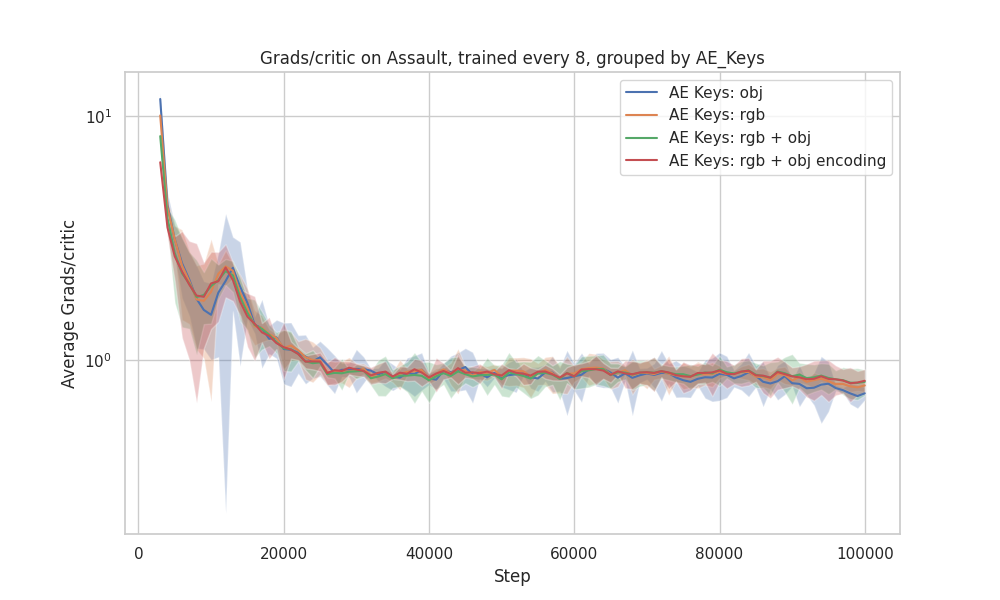 Grads/critic on Assault, trained every 8, grouped by AE_Keys
AE Keys: obj
AE Keys: rgb
AE Keys: rgb + obj
AE Keys: rgb + obj encoding
Average Grads/critic
10¹
10⁰
0
20000
40000
60000
80000
100000
Step